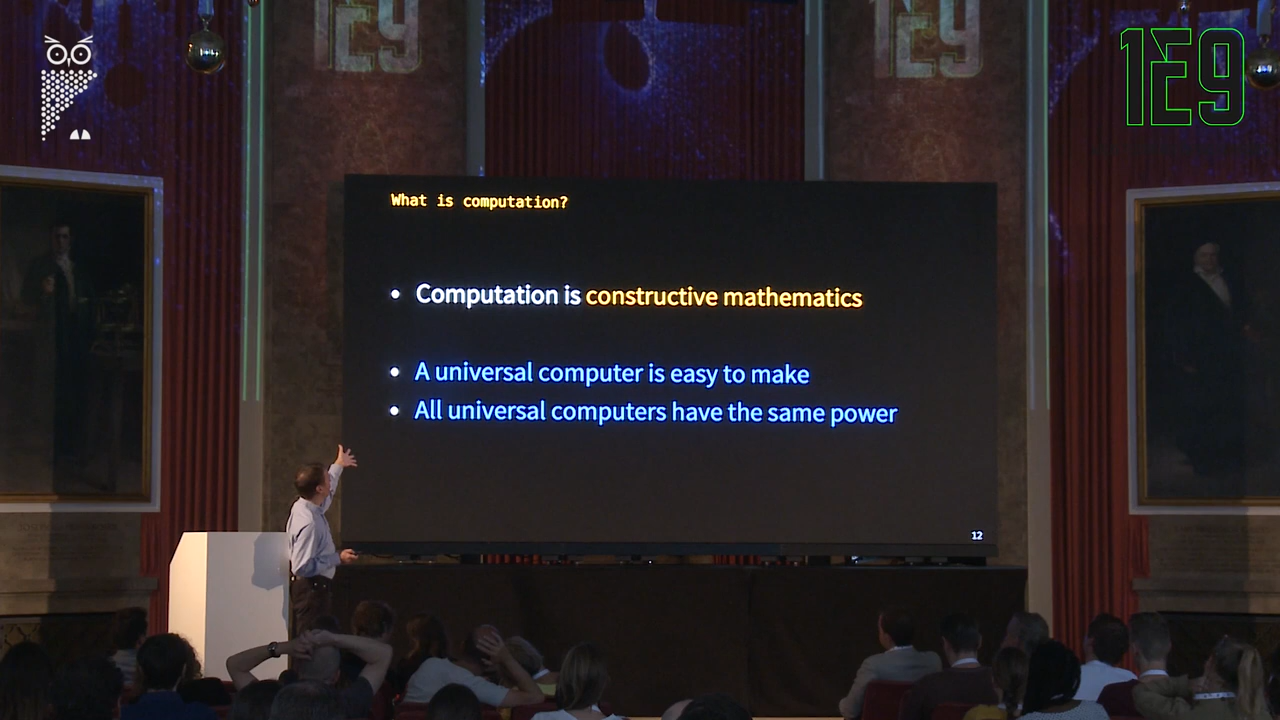 1E9
1E9
1E9
What is computation?
• Computation is constructive mathematics
• A universal computer is easy to make
• All universal computers have the same power
12